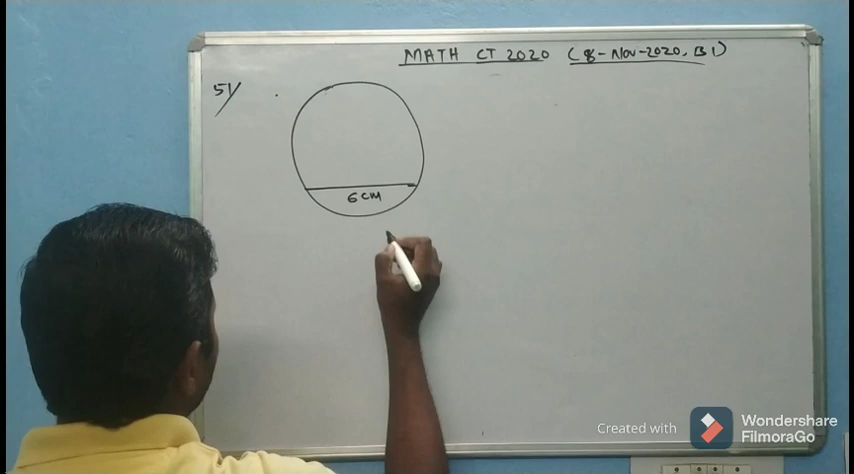 MATH CT 2020 (8-Nov-2020, B1)
51/
6 CM
Created with Wondershare FilmoraGo